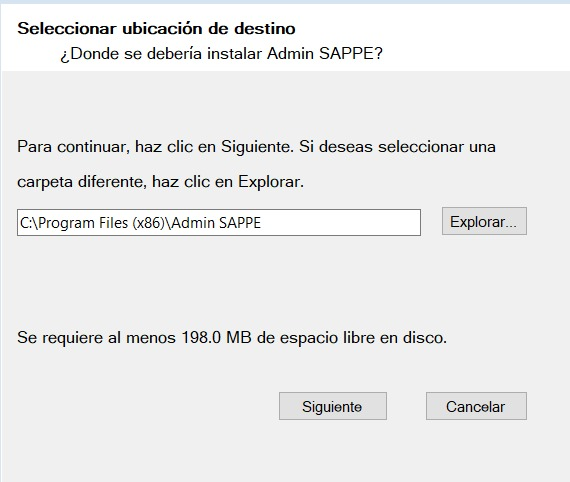 Seleccionar ubicación de destino
¿Donde se debería instalar Admin SAPPE?
Para continuar, haz clic en Siguiente. Si deseas seleccionar una
carpeta diferente, haz clic en Explorar.
C:\Program Files (x86)\Admin SAPPE
Explorar...
Se requiere al menos 198.0 MB de espacio libre en disco.
Siguiente
Cancelar